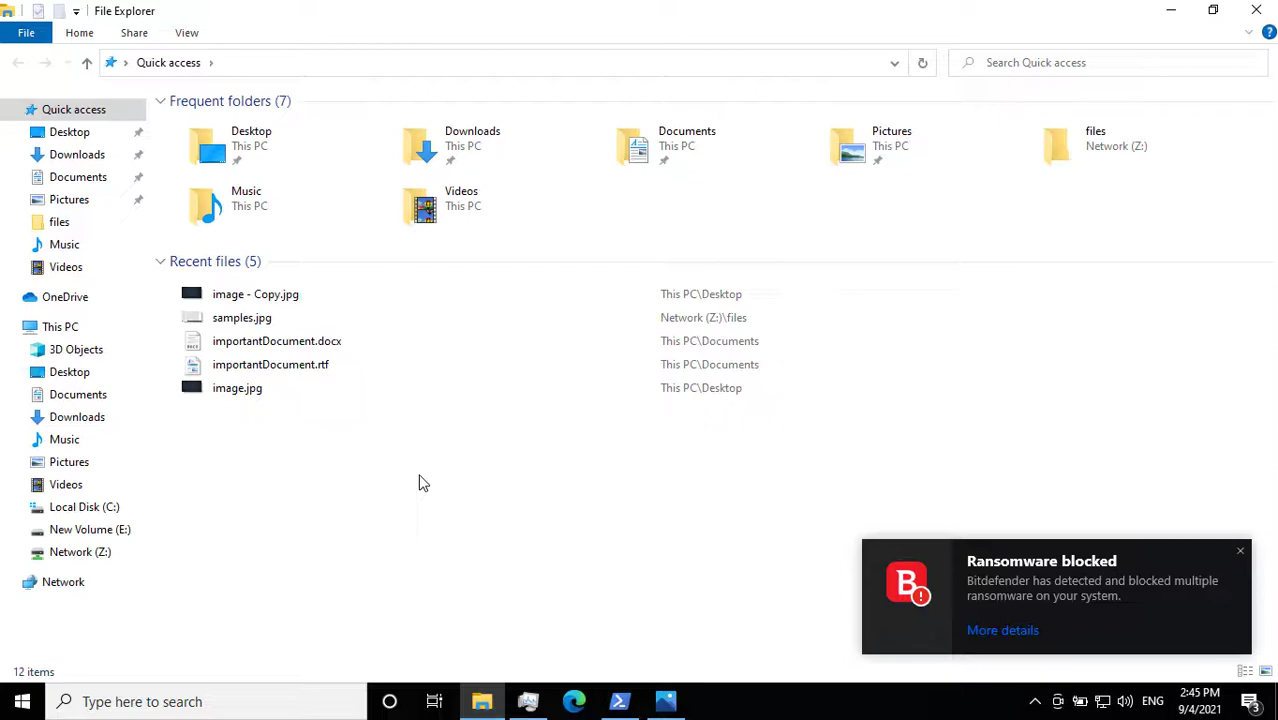 File Explorer
File Home Share View
Quick access
Search Quick access
Quick access
Desktop
Downloads
Documents
Pictures
files
Music
Videos
OneDrive
This PC
3D Objects
Desktop
Documents
Downloads
Music
Pictures
Videos
Local Disk (C:)
New Volume (E:)
Network (Z:)
Network
Frequent folders (7)
Desktop
This PC
Downloads
This PC
Documents
This PC
Pictures
This PC
files
Network (Z:)
Music
This PC
Videos
This PC
Recent files (5)
image - Copy.jpg This PC\Desktop
samples.jpg Network (Z:)\files
importantDocument.docx This PC\Documents
importantDocument.rtf This PC\Documents
image.jpg This PC\Desktop
B
Ransomware blocked
Bitdefender has detected and blocked multiple
ransomware on your system.
More details
12 items
Type here to search
ENG
2:45 PM
9/4/2021
3